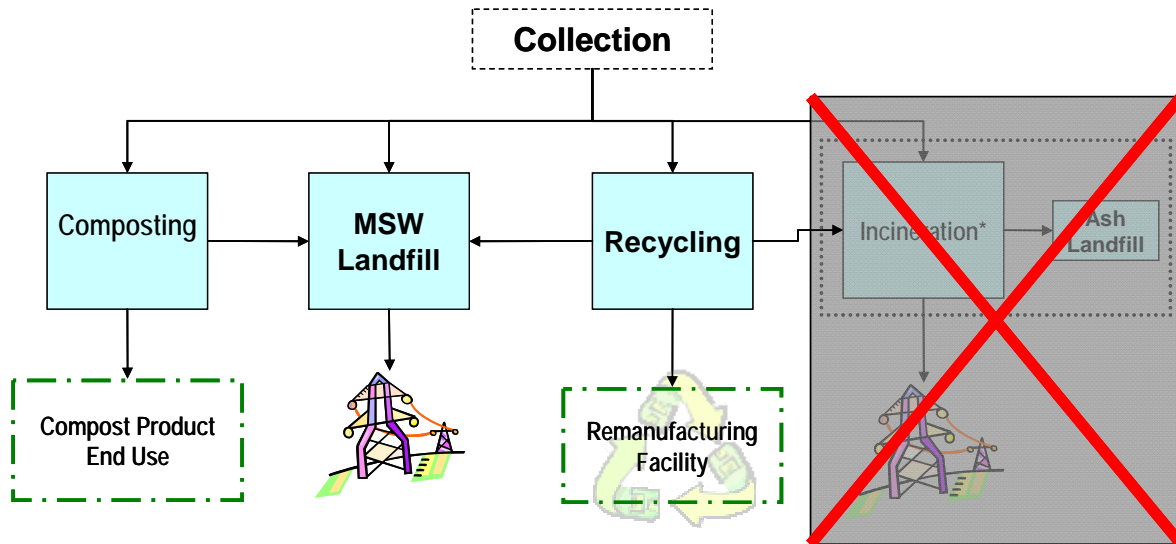 Collection
Composting
MSW
Landfill
Recycling
Incineration*
Ash
Landfill
Compost Product
End Use
Remanufacturing
Facility